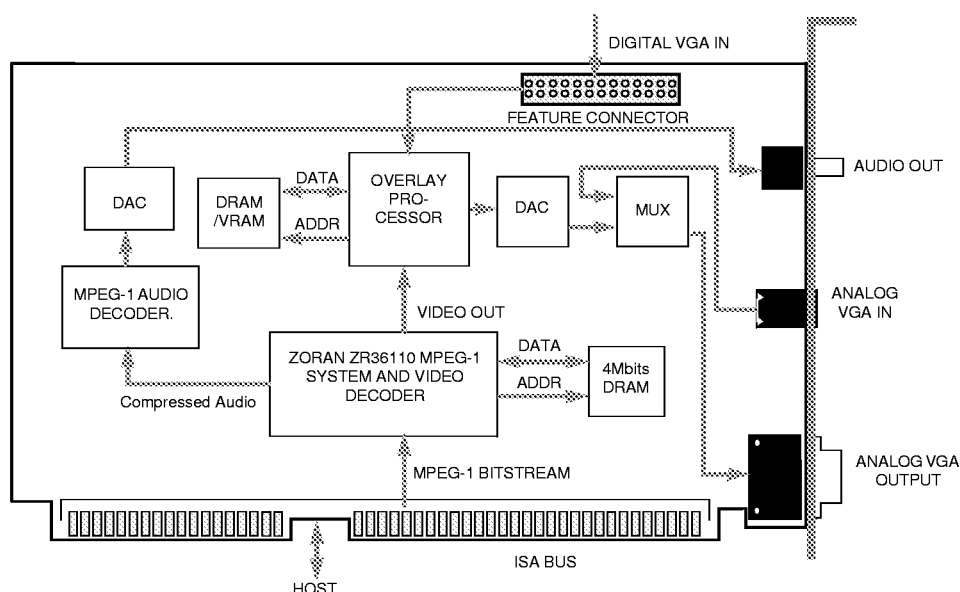 DIGITAL VGA IN
FEATURE CONNECTOR
DAC
DRAM
/VRAM
DATA
ADDR
OVERLAY
PRO-
CESSOR
DAC
MUX
AUDIO OUT
MPEG-1 AUDIO
DECODER.
VIDEO OUT
ANALOG
VGA IN
Compressed Audio
ZORAN ZR36110 MPEG-1
SYSTEM AND VIDEO
DECODER
DATA
ADDR
4Mbits
DRAM
MPEG-1 BITSTREAM
ANALOG VGA
OUTPUT
ISA BUS
HOST